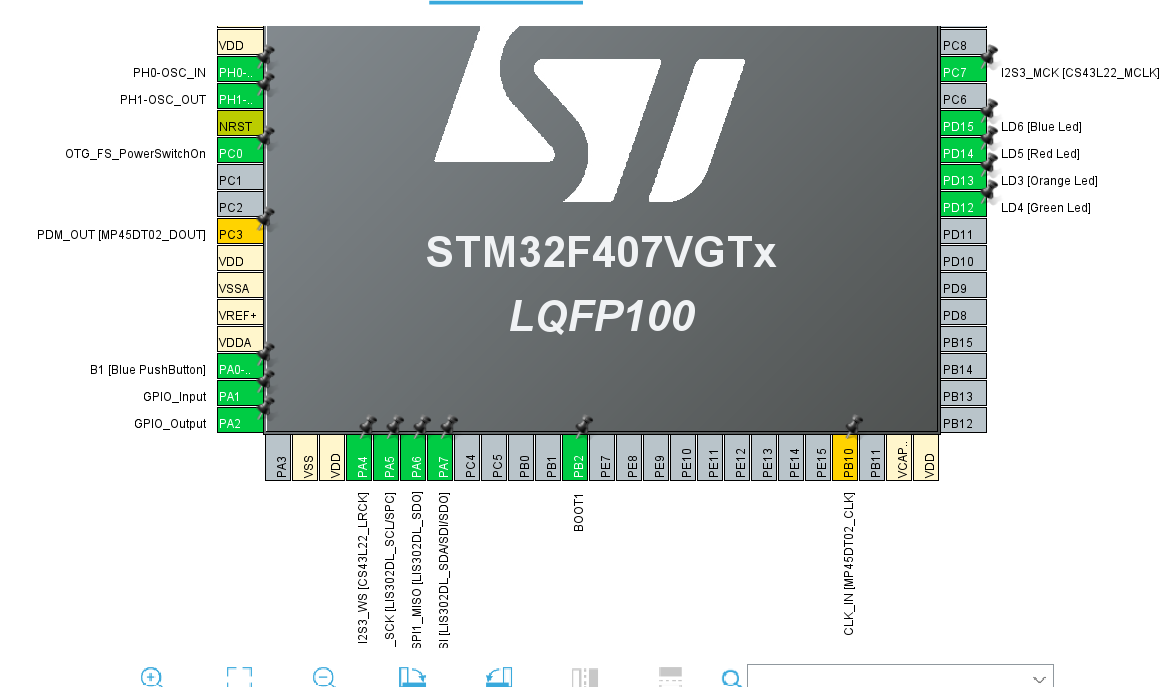 VDD
PH0-OSC_IN PH0-..
PH1-OSC_OUT PH1-..
NRST
OTG_FS_PowerSwitchOn PC0
PC1
PC2
PDM_OUT [MP45DT02_DOUT] PC3
VDD
VSSA
VREF+
VDDA
B1 [Blue PushButton] PA0-..
GPIO_Input PA1
GPIO_Output PA2
STM32F407VGTx
LQFP100
PC8
PC7 I2S3_MCK [CS43L22_MCLK]
PC6
PD15 LD6 [Blue Led]
PD14 LD5 [Red Led]
PD13 LD3 [Orange Led]
PD12 LD4 [Green Led]
PD11
PD10
PD9
PD8
PB15
PB14
PB13
PB12
PA3
VSS
VDD
PA4
PA5
PA6
PA7
PC4
PC5
PB0
PB1
PB2
PE7
PE8
PE9
PE10
PE11
PE12
PE13
PE14
PE15
PB10
PB11
VCAP..
VDD
I2S3_WS [CS43L22_LRCK]
_SCK [LIS302DL_SCL/SPC]
SPI1_MISO [LIS302DL_SDO]
SI [LIS302DL_SDA/SDI/SDO]
BOOT1
CLK_IN [MP45DT02_CLK]